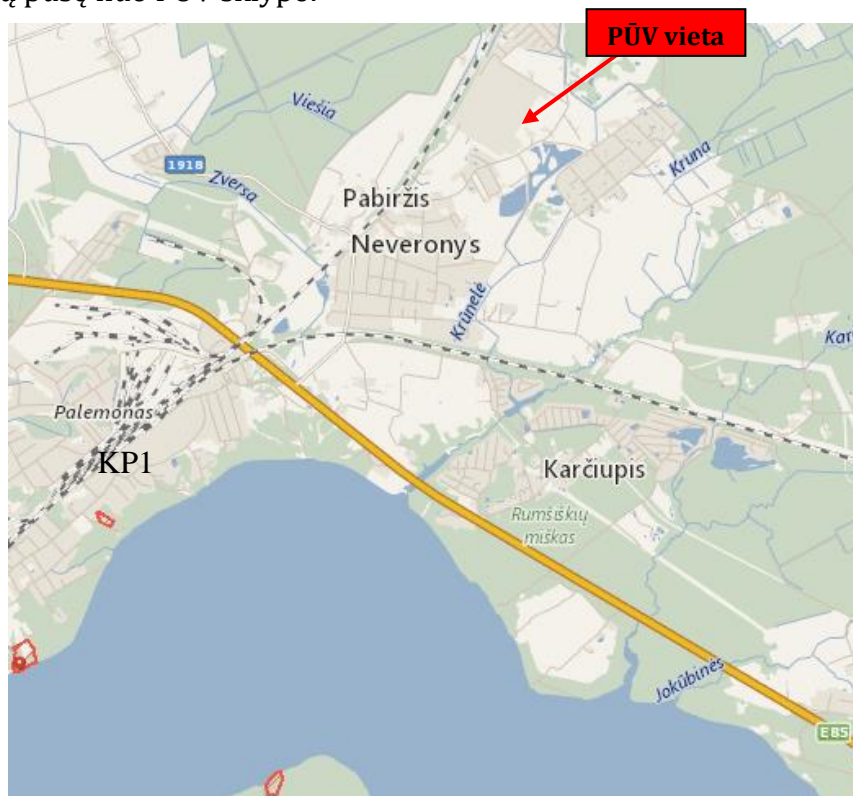 PŪV vieta
Viešia
1918
Zversa
Kruna
Pabiržis
Neveronys
Krūnelė
Kar
Palemonas
KP1
Karčiupis
Rumšiškių
miškas
Jokūbinės
E85